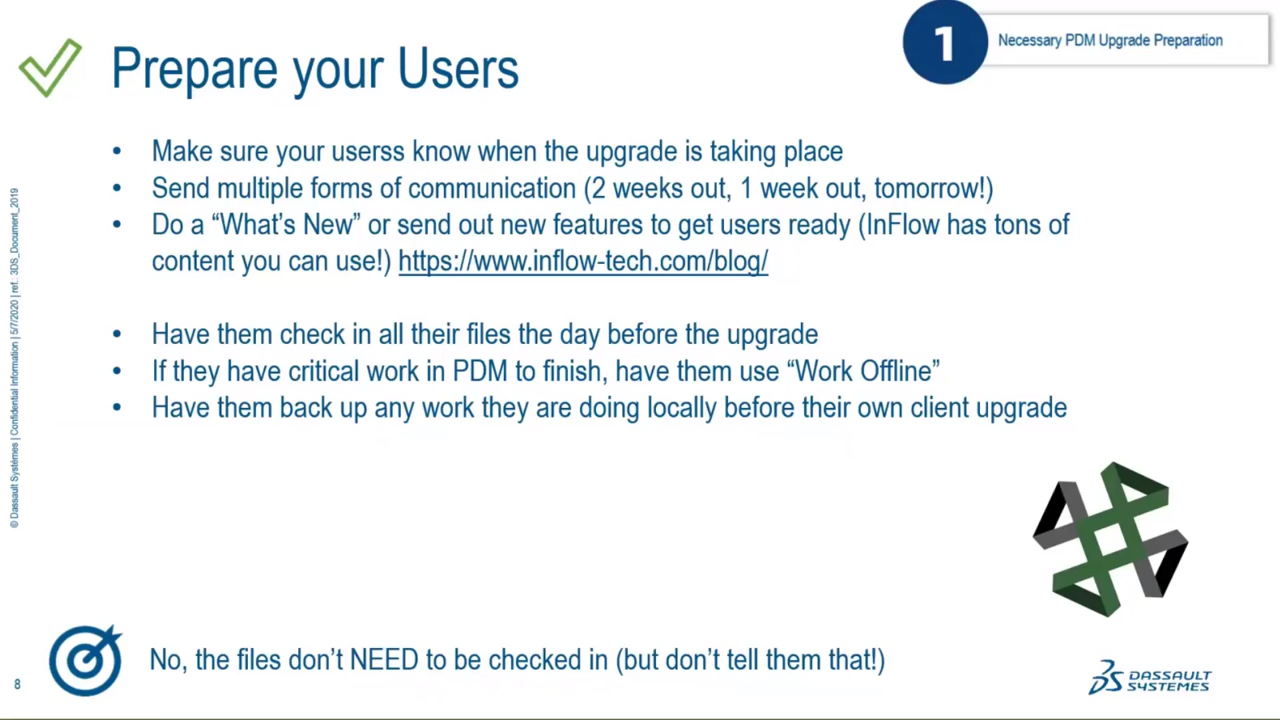 1
Necessary PDM Upgrade Preparation
Prepare your Users
• Make sure your userss know when the upgrade is taking place
• Send multiple forms of communication (2 weeks out, 1 week out, tomorrow!)
• Do a “What’s New” or send out new features to get users ready (InFlow has tons of
content you can use!) https://www.inflow-tech.com/blog/
• Have them check in all their files the day before the upgrade
• If they have critical work in PDM to finish, have them use “Work Offline”
• Have them back up any work they are doing locally before their own client upgrade
No, the files don’t NEED to be checked in (but don’t tell them that!)
© Dassault Systèmes | Confidential Information | 5/7/2020 | ref.: 3DS_Document_2019
8
DASSAULT
SYSTEMES